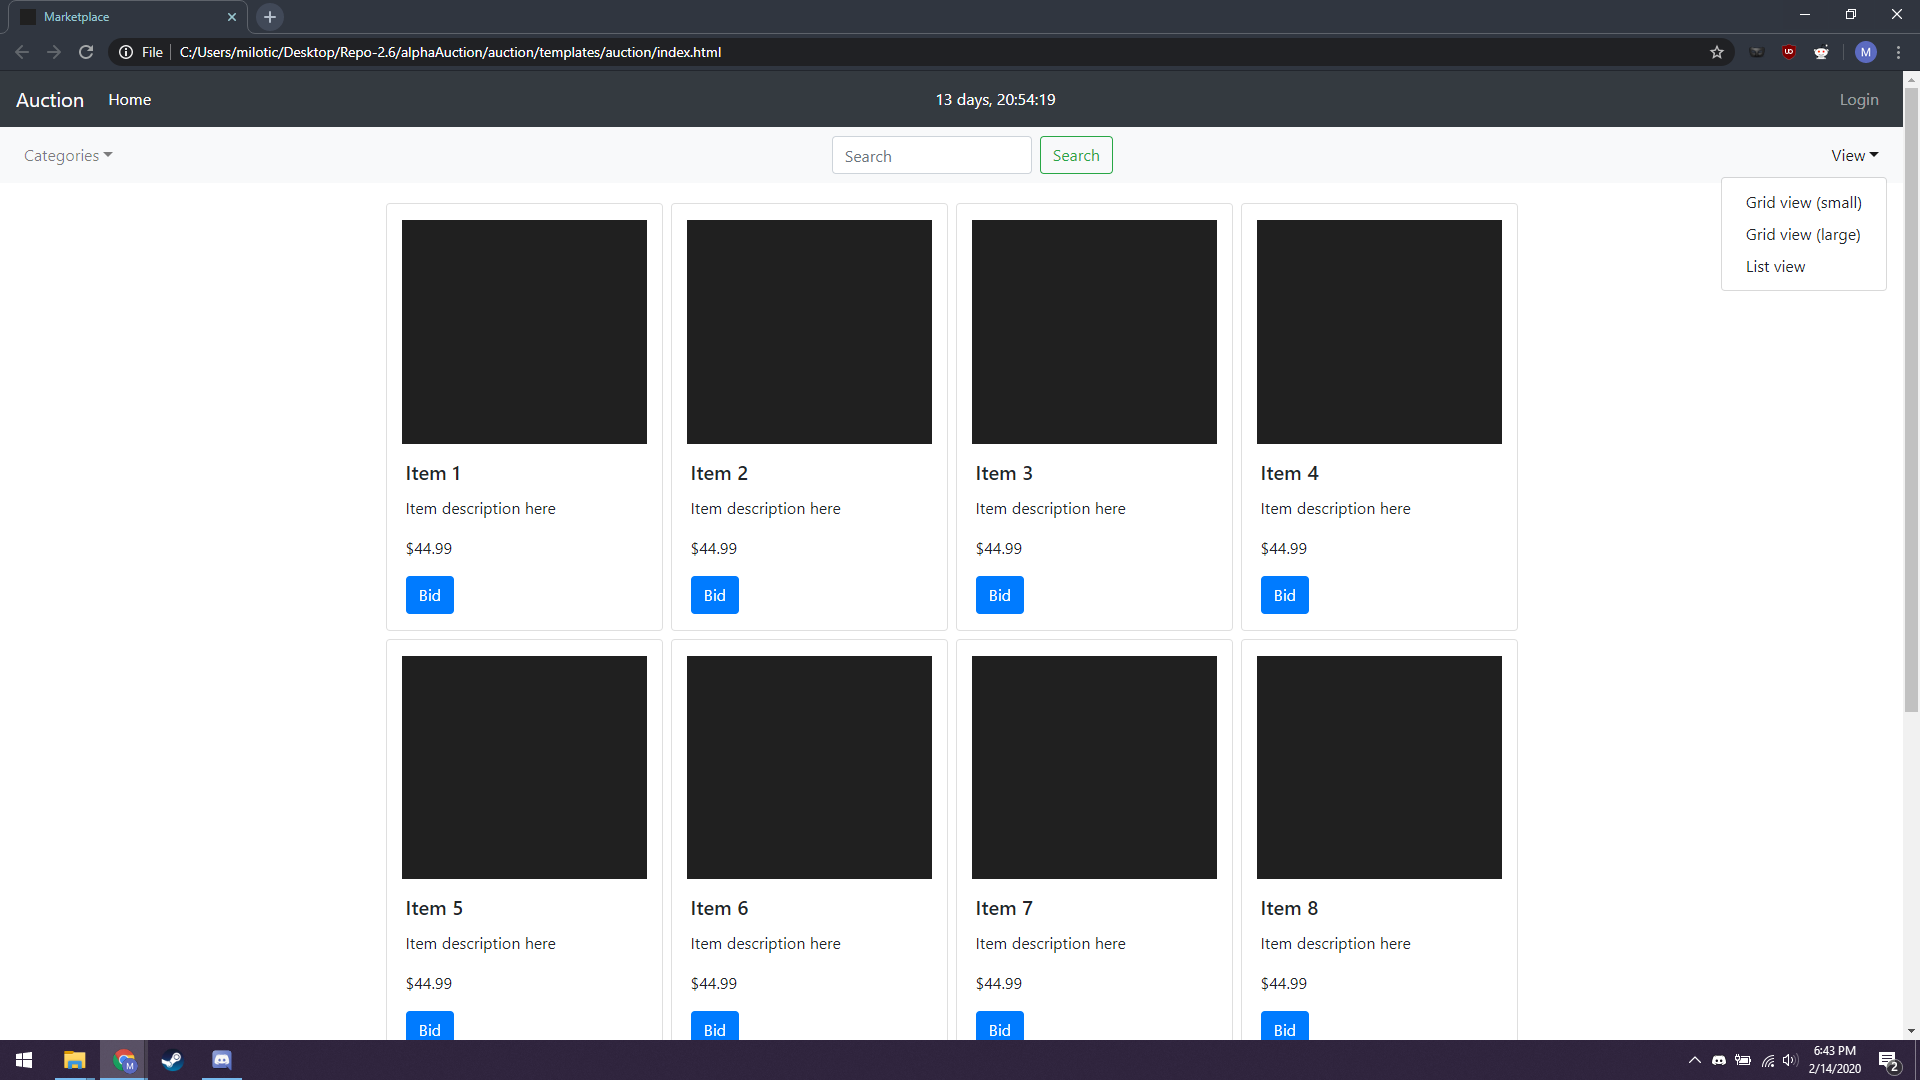 Marketplace
File C:/Users/milotic/Desktop/Repo-2.6/alphaAuction/auction/templates/auction/index.html
M
Auction Home 13 days, 20:54:19 Login
Categories Search Search View
Grid view (small)
Grid view (large)
List view
Item 1 Item 2 Item 3 Item 4
Item description here Item description here Item description here Item description here
$44.99 $44.99 $44.99 $44.99
Bid Bid Bid Bid
Item 5 Item 6 Item 7 Item 8
Item description here Item description here Item description here Item description here
$44.99 $44.99 $44.99 $44.99
Bid Bid Bid Bid
M
6:43 PM
2/14/2020
2